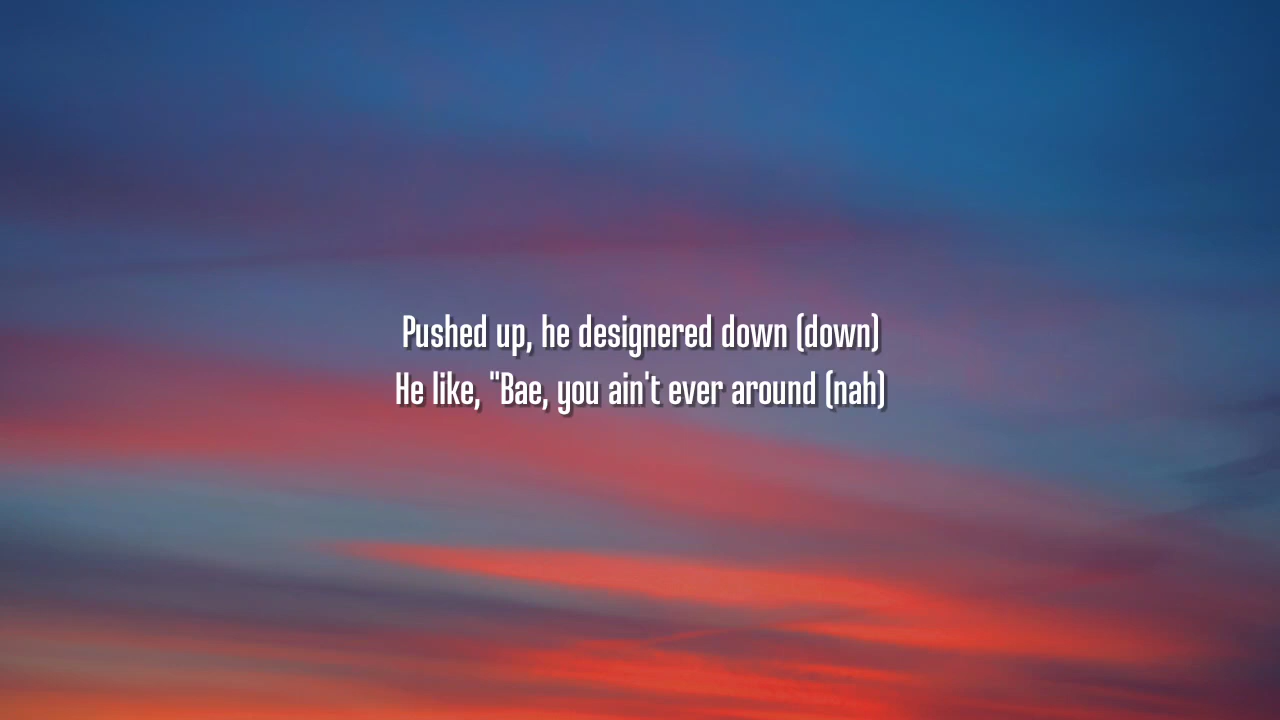 Pushed up, he designered down (down)
He like, "Bae, you ain't ever around (nah)